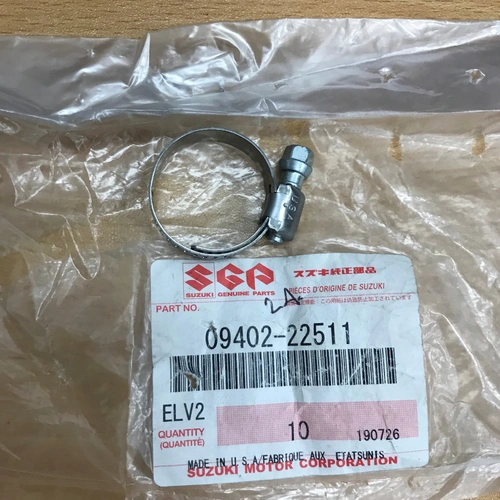 SGP
SUZUKI GENUINE PARTS
スズキ純正部品
PIECES D'ORIGINE DE SUZUKI
PART NO.
2A
09402-22511
ELV2
QUANTITY
(QUANTITÉ)
10
190726
MADE IN U S A/FABRIQUE AUX ETATSUNIS
SUZUKI MOTOR CORPORATION